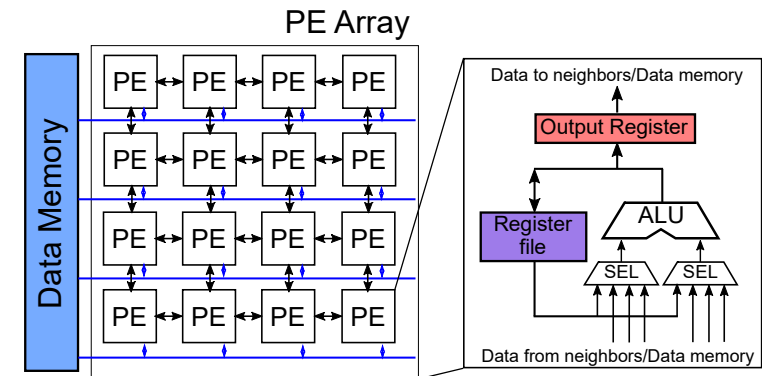 PE Array
Data Memory
PE PE PE PE
PE PE PE PE
PE PE PE PE
PE PE PE PE
Data to neighbors/Data memory
Output Register
Register
file
ALU
SEL SEL
Data from neighbors/Data memory